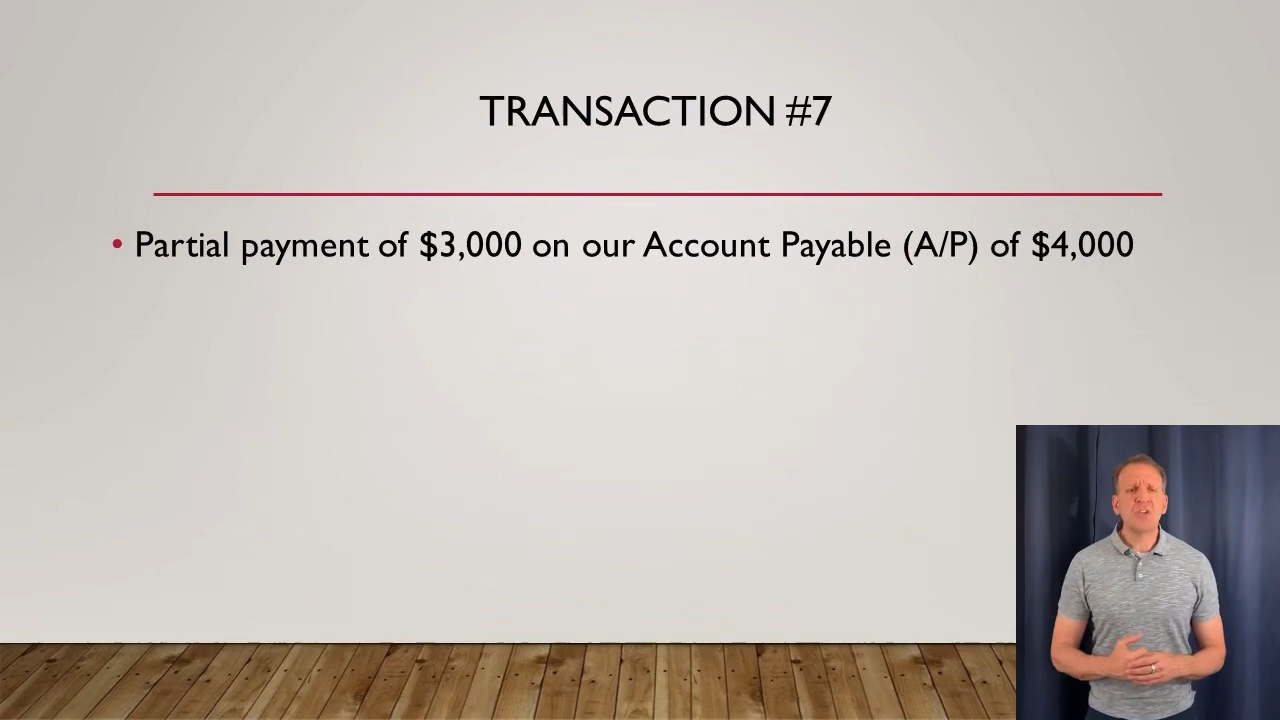 TRANSACTION #7
• Partial payment of $3,000 on our Account Payable (A/P) of $4,000